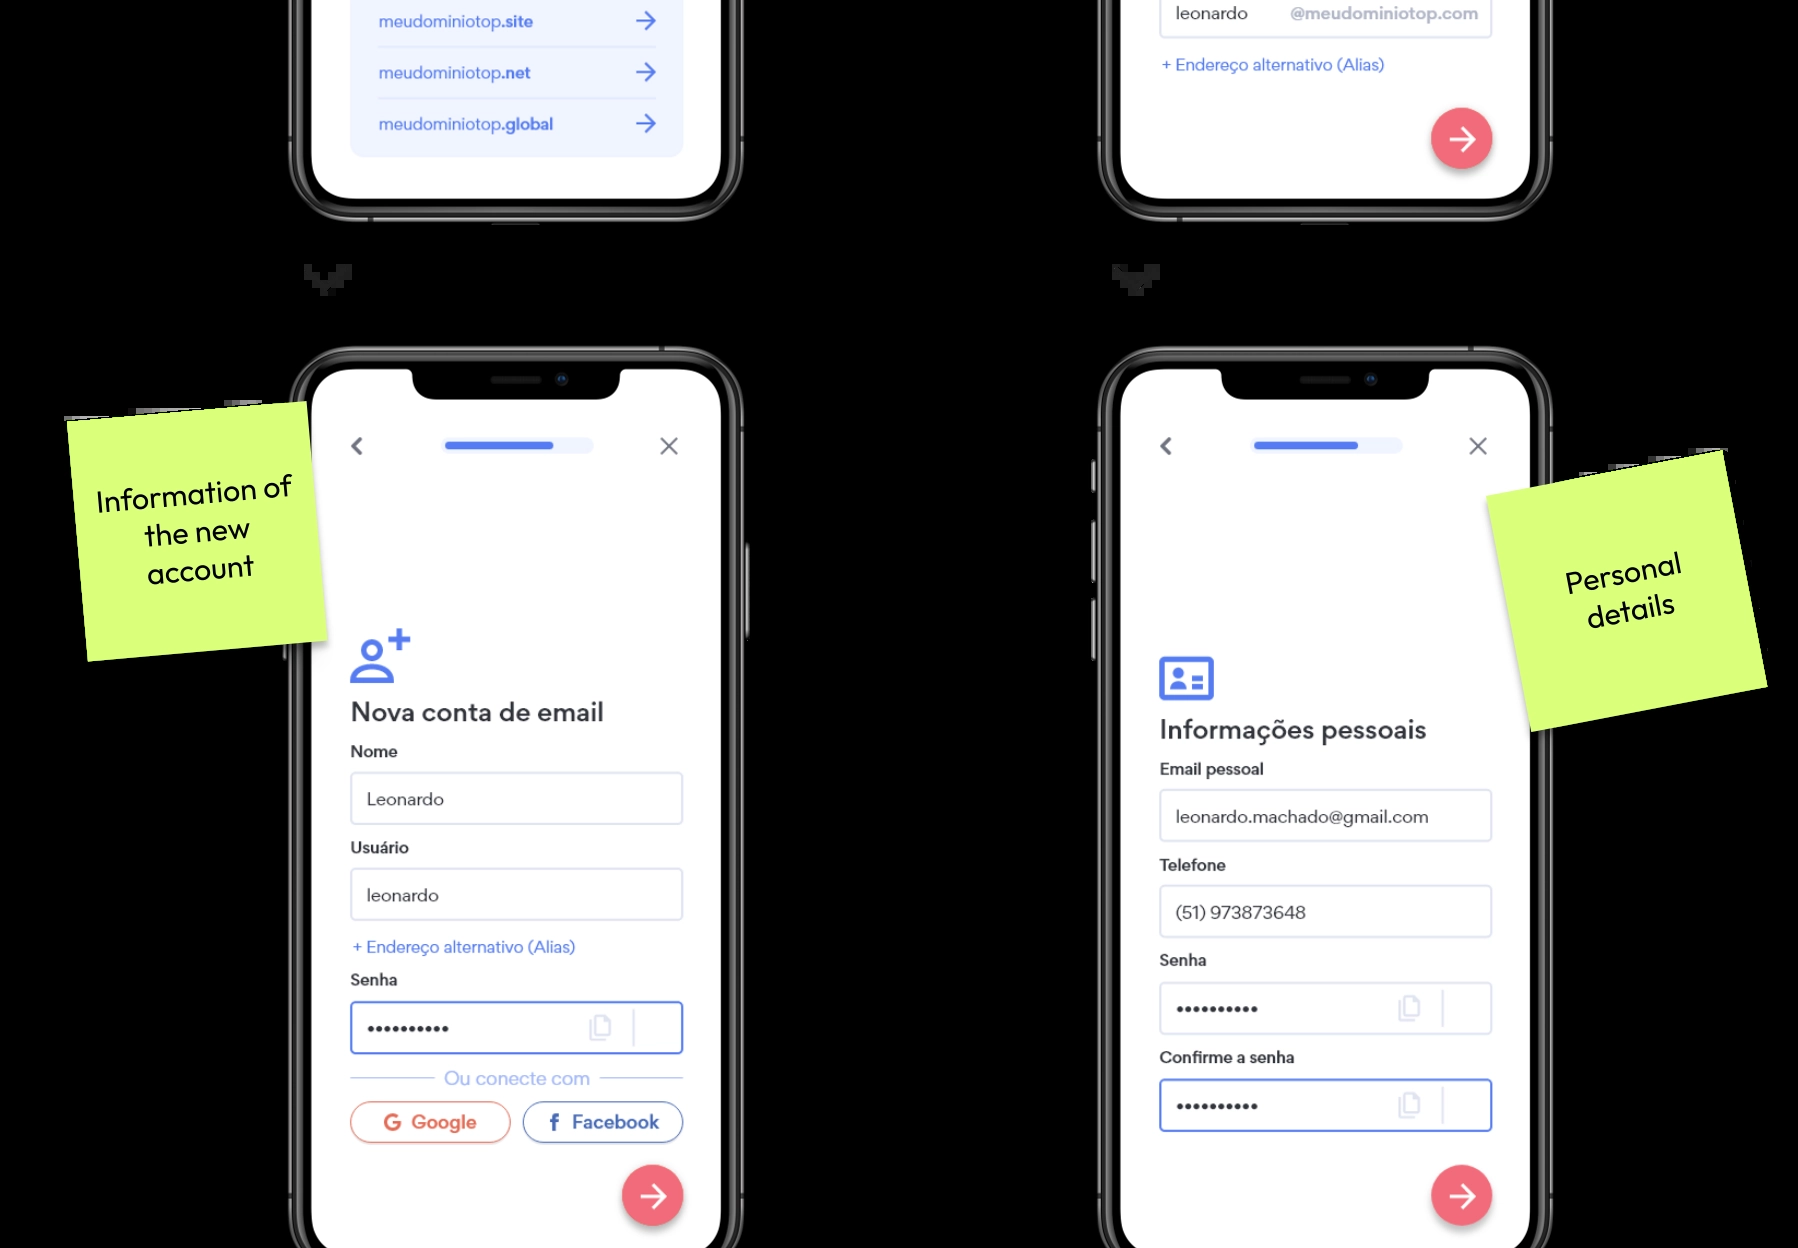 meudominiotop.site
meudominiotop.net
meudominiotop.global
leonardo @meudominiotop.com
+ Endereço alternativo (Alias)
Information of
the new
account
Nova conta de email
Nome
Leonardo
Usuário
leonardo
+ Endereço alternativo (Alias)
Senha
••••••••••
Ou conecte com
G Google
f Facebook
Personal
details
Informações pessoais
Email pessoal
leonardo.machado@gmail.com
Telefone
(51) 973873648
Senha
••••••••••
Confirme a senha
••••••••••